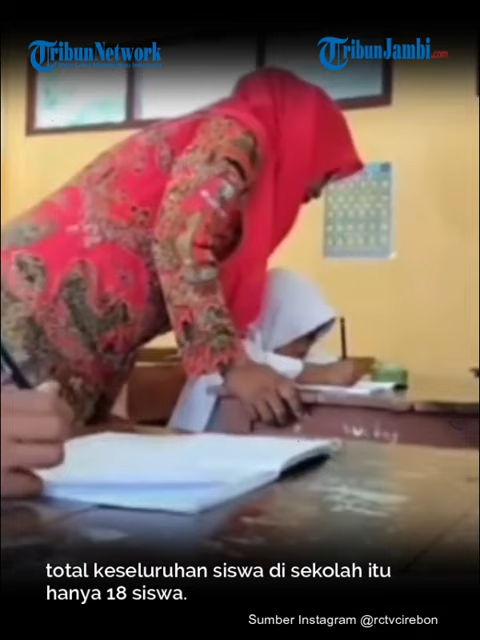 TribunNetwork
TribunJambi.com
total keseluruhan siswa di sekolah itu
hanya 18 siswa.
Sumber Instagram @rctvcirebon